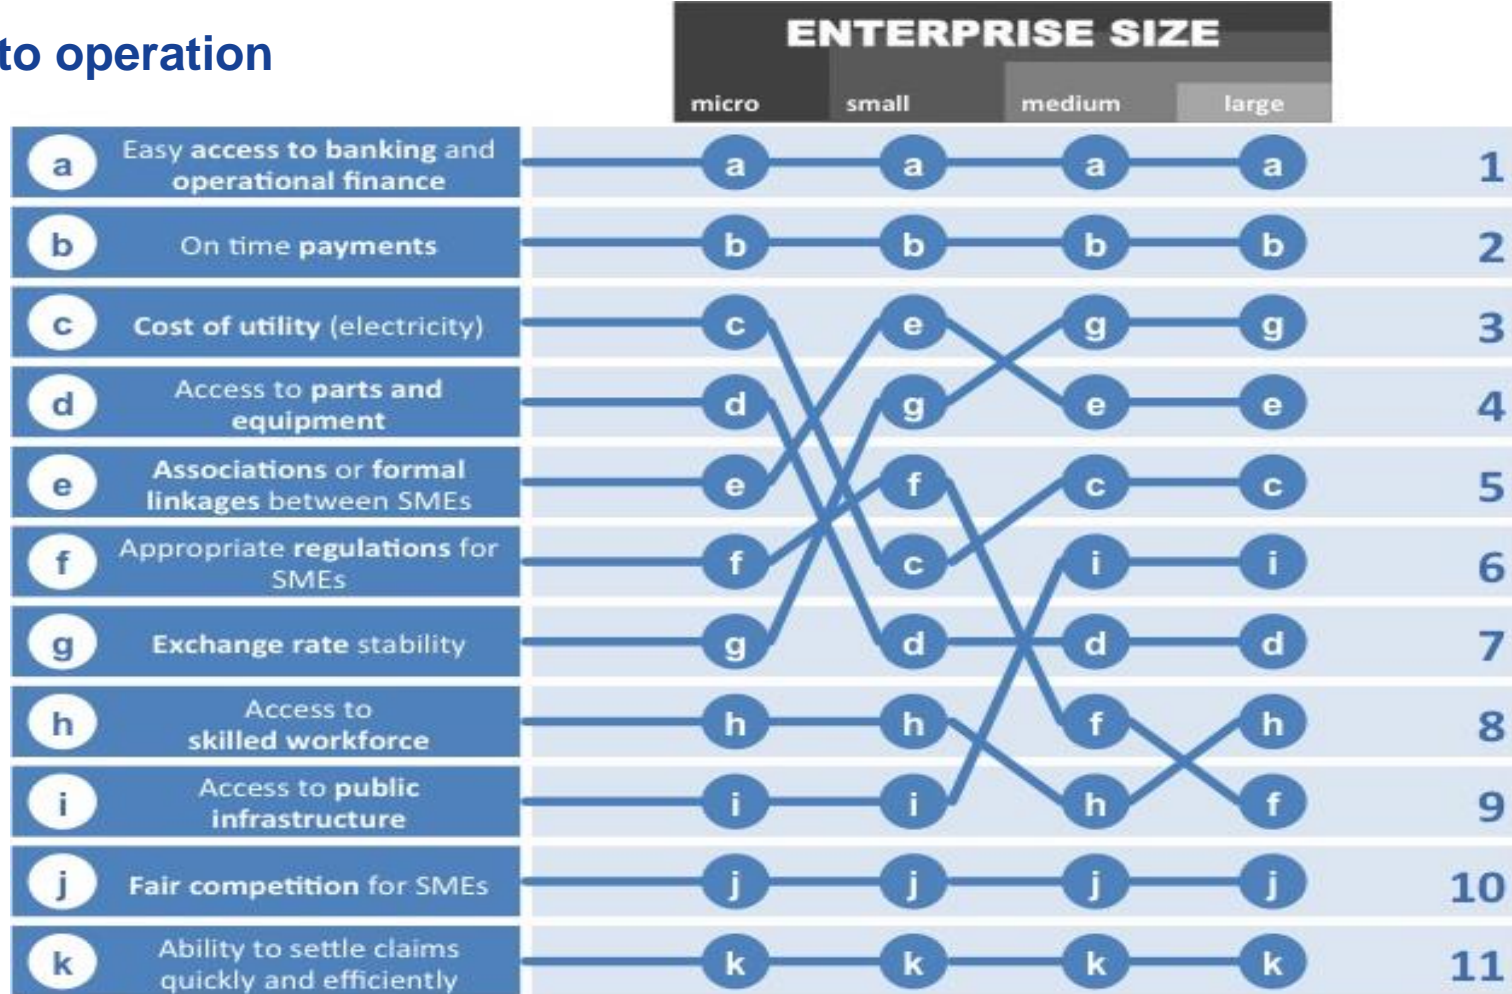 to operation
ENTERPRISE SIZE
micro small medium large
a Easy access to banking and
operational finance
a a a a 1
b On time payments b b b b 2
c Cost of utility (electricity) c e g g 3
d Access to parts and
equipment
d g e e 4
e Associations or formal
linkages between SMEs
e f c c 5
f Appropriate regulations for
SMEs
f c i i 6
g Exchange rate stability g d d d 7
h Access to
skilled workforce
h h f h 8
i Access to public
infrastructure
i i h f 9
j Fair competition for SMEs j j j j 10
k Ability to settle claims
quickly and efficiently
k k k k 11